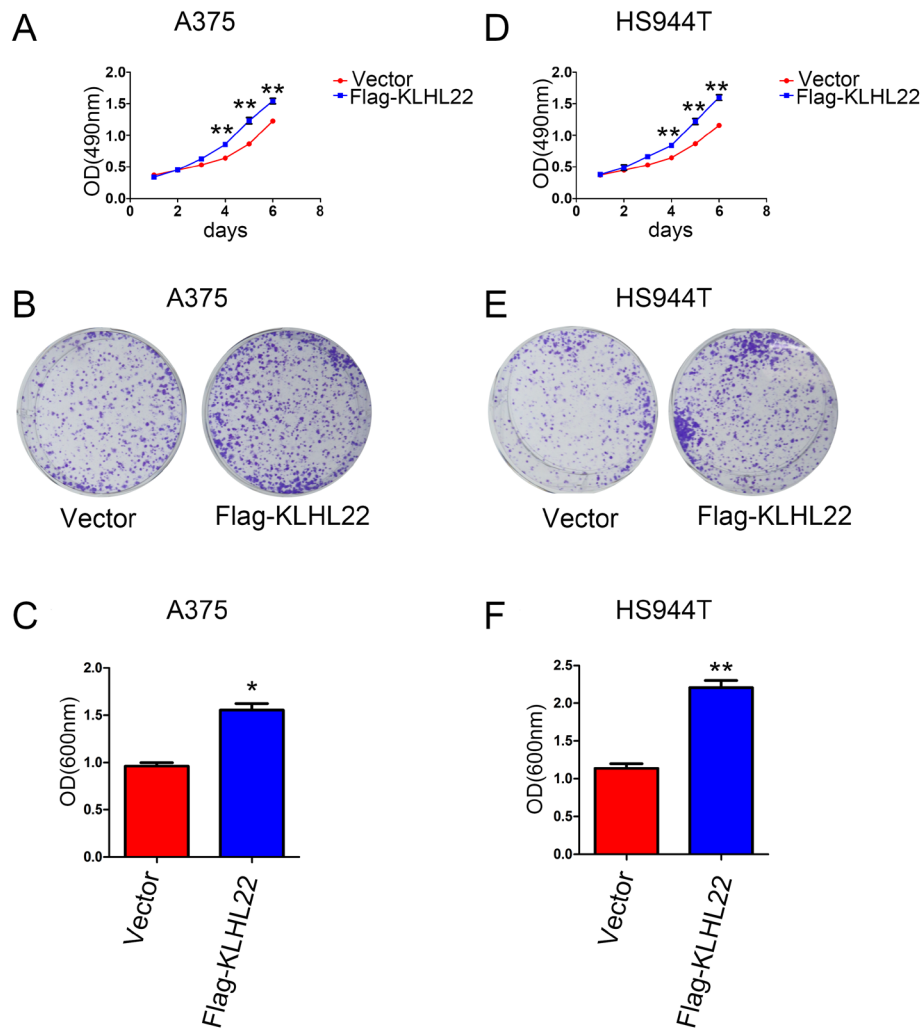 A
A375
2.0
1.5
1.0
0.5
0.0
OD(490nm)
**
**
**
0
2
4
6
8
days
Vector
Flag-KLHL22
D
HS944T
2.0
1.5
1.0
0.5
0.0
OD(490nm)
**
**
**
0
2
4
6
8
days
Vector
Flag-KLHL22
B
A375
Vector
Flag-KLHL22
E
HS944T
Vector
Flag-KLHL22
C
A375
2.0
1.5
1.0
0.5
0.0
OD(600nm)
*
Vector
Flag-KLHL22
F
HS944T
2.5
2.0
1.5
1.0
0.5
0.0
OD(600nm)
**
Vector
Flag-KLHL22